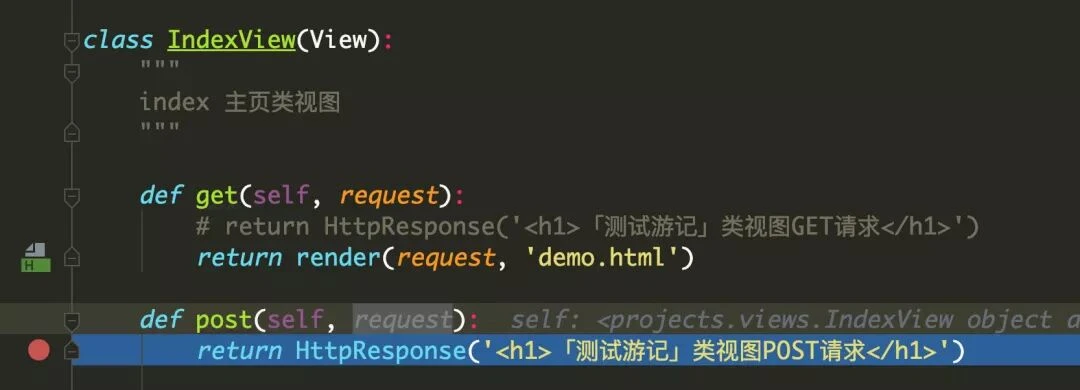 class IndexView(View):
"""
index 主页类视图
"""
def get(self, request):
# return HttpResponse('<h1>「测试游记」类视图GET请求</h1>')
return render(request, 'demo.html')
H
def post(self, request): self: <projects.views.IndexView object a
return HttpResponse('<h1>「测试游记」类视图POST请求</h1>')